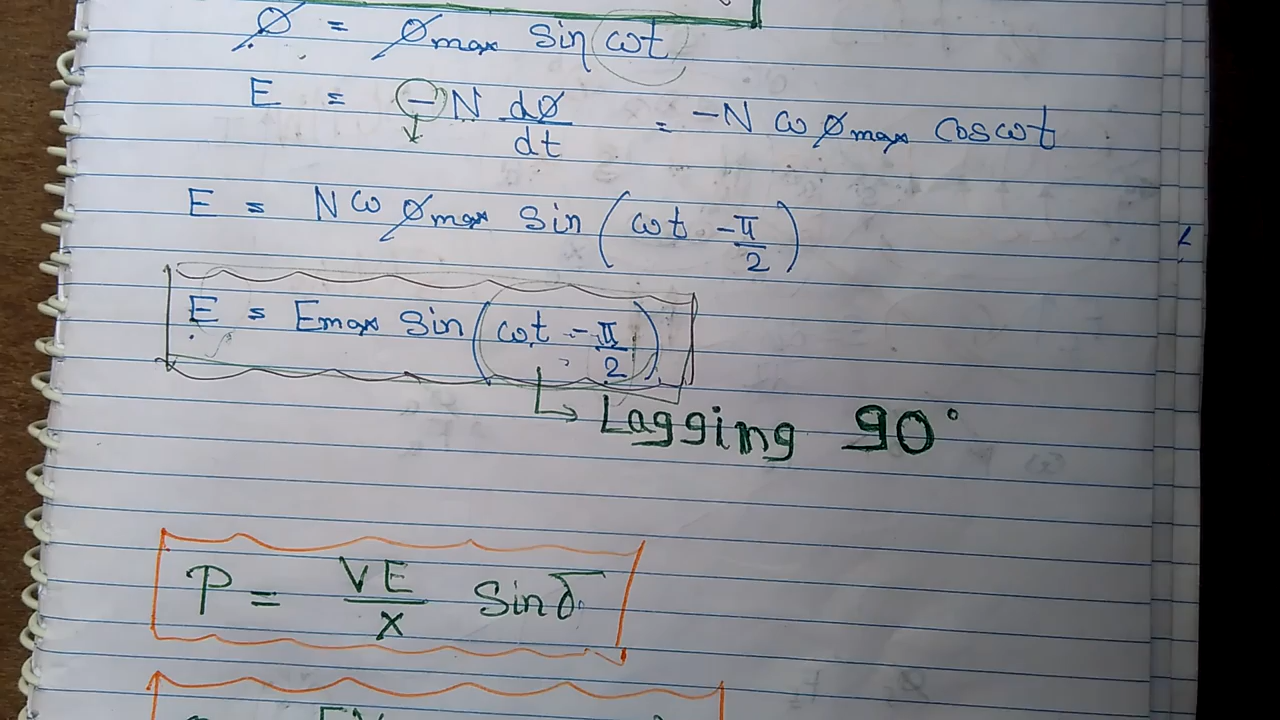 Ø = Ømax Sin ωt
E = -N dØ/dt = -N ω Ømax Cos ωt
E = Nω Ømax Sin (ωt - π/2)
E = Emax Sin (ωt - π/2)
Lagging 90°
P = VE/X Sin δ